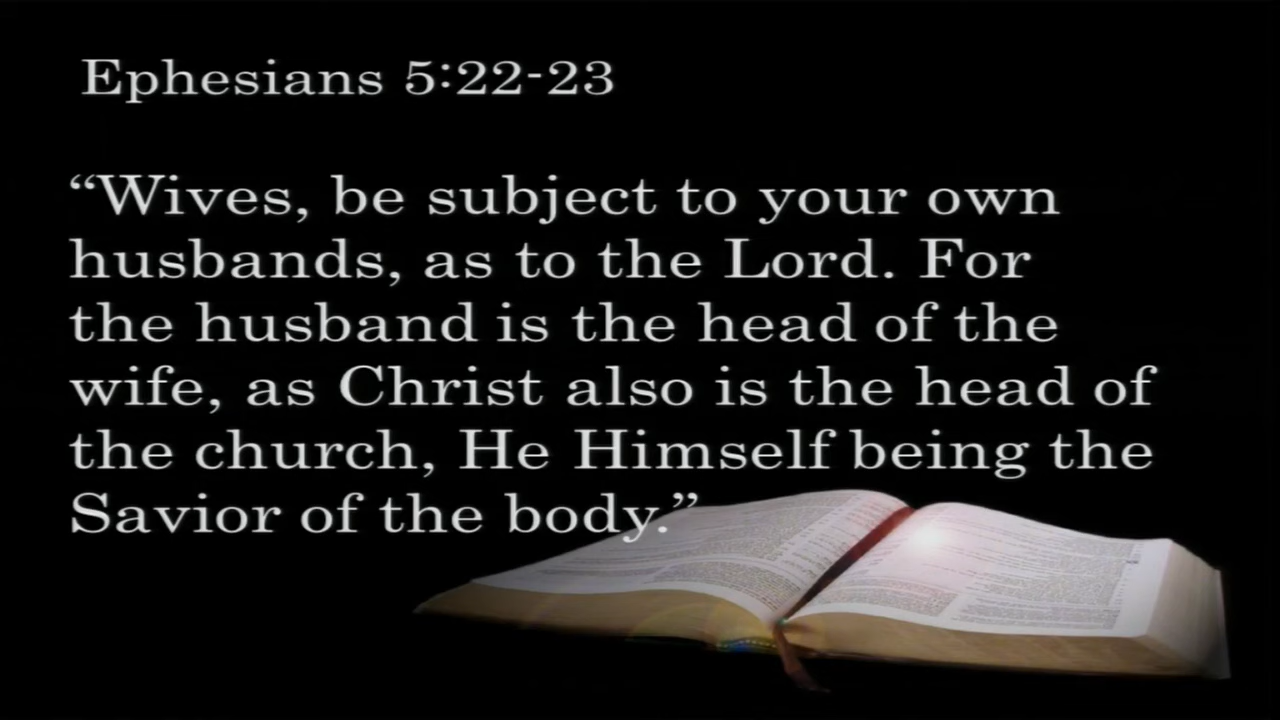 Ephesians 5:22-23
“Wives, be subject to your own
husbands, as to the Lord. For
the husband is the head of the
wife, as Christ also is the head of
the church, He Himself being the
Savior of the body.”